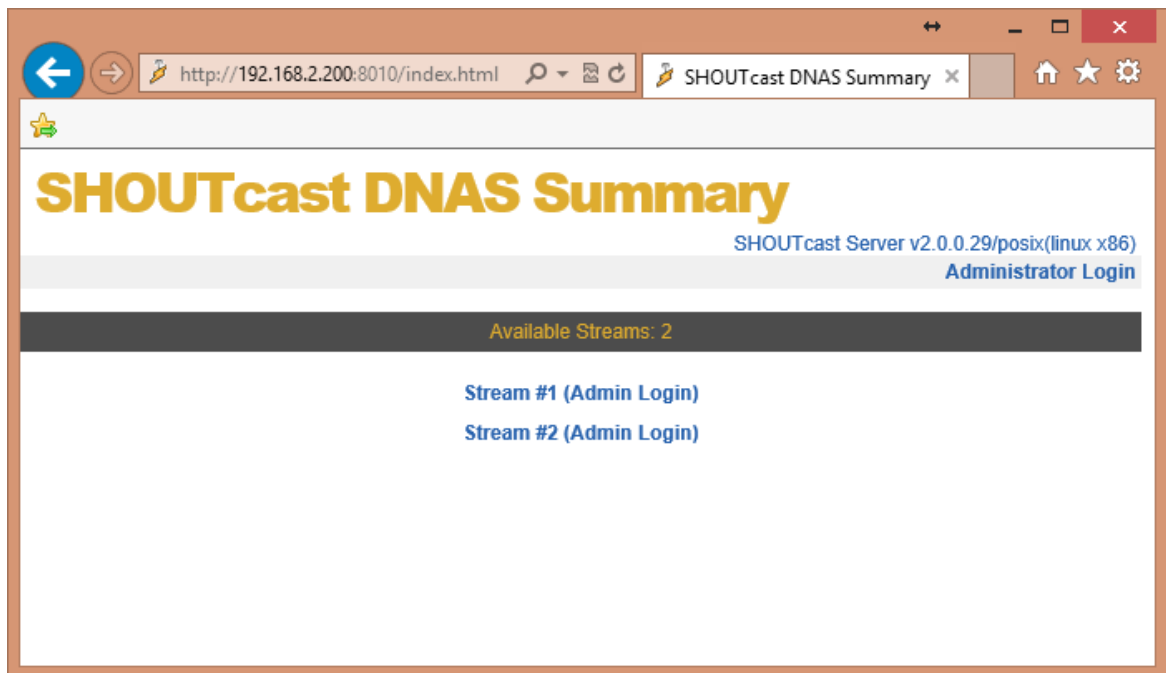 http://192.168.2.200:8010/index.html
SHOUTcast DNAS Summary
SHOUTcast DNAS Summary
SHOUTcast Server v2.0.0.29/posix(linux x86)
Administrator Login
Available Streams: 2
Stream #1 (Admin Login)
Stream #2 (Admin Login)